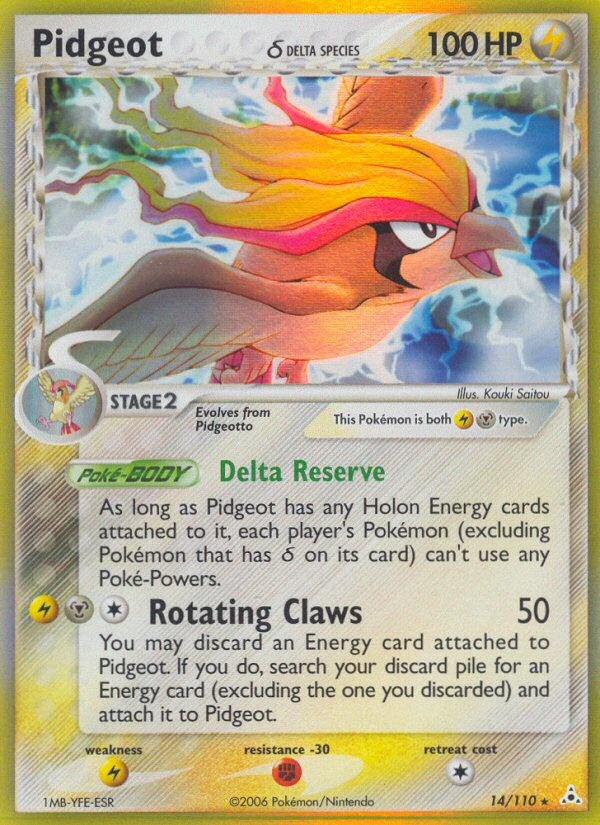 Pidgeot δ DELTA SPECIES 100 HP
Illus. Kouki Saitou
STAGE2
Evolves from
Pidgeotto
This Pokémon is both type.
Poké-BODY Delta Reserve
As long as Pidgeot has any Holon Energy cards
attached to it, each player's Pokémon (excluding
Pokémon that has δ on its card) can't use any
Poké-Powers.
Rotating Claws 50
You may discard an Energy card attached to
Pidgeot. If you do, search your discard pile for an
Energy card (excluding the one you discarded) and
attach it to Pidgeot.
weakness resistance -30 retreat cost
1MB-YFE-ESR ©2006 Pokémon/Nintendo 14/110 ★